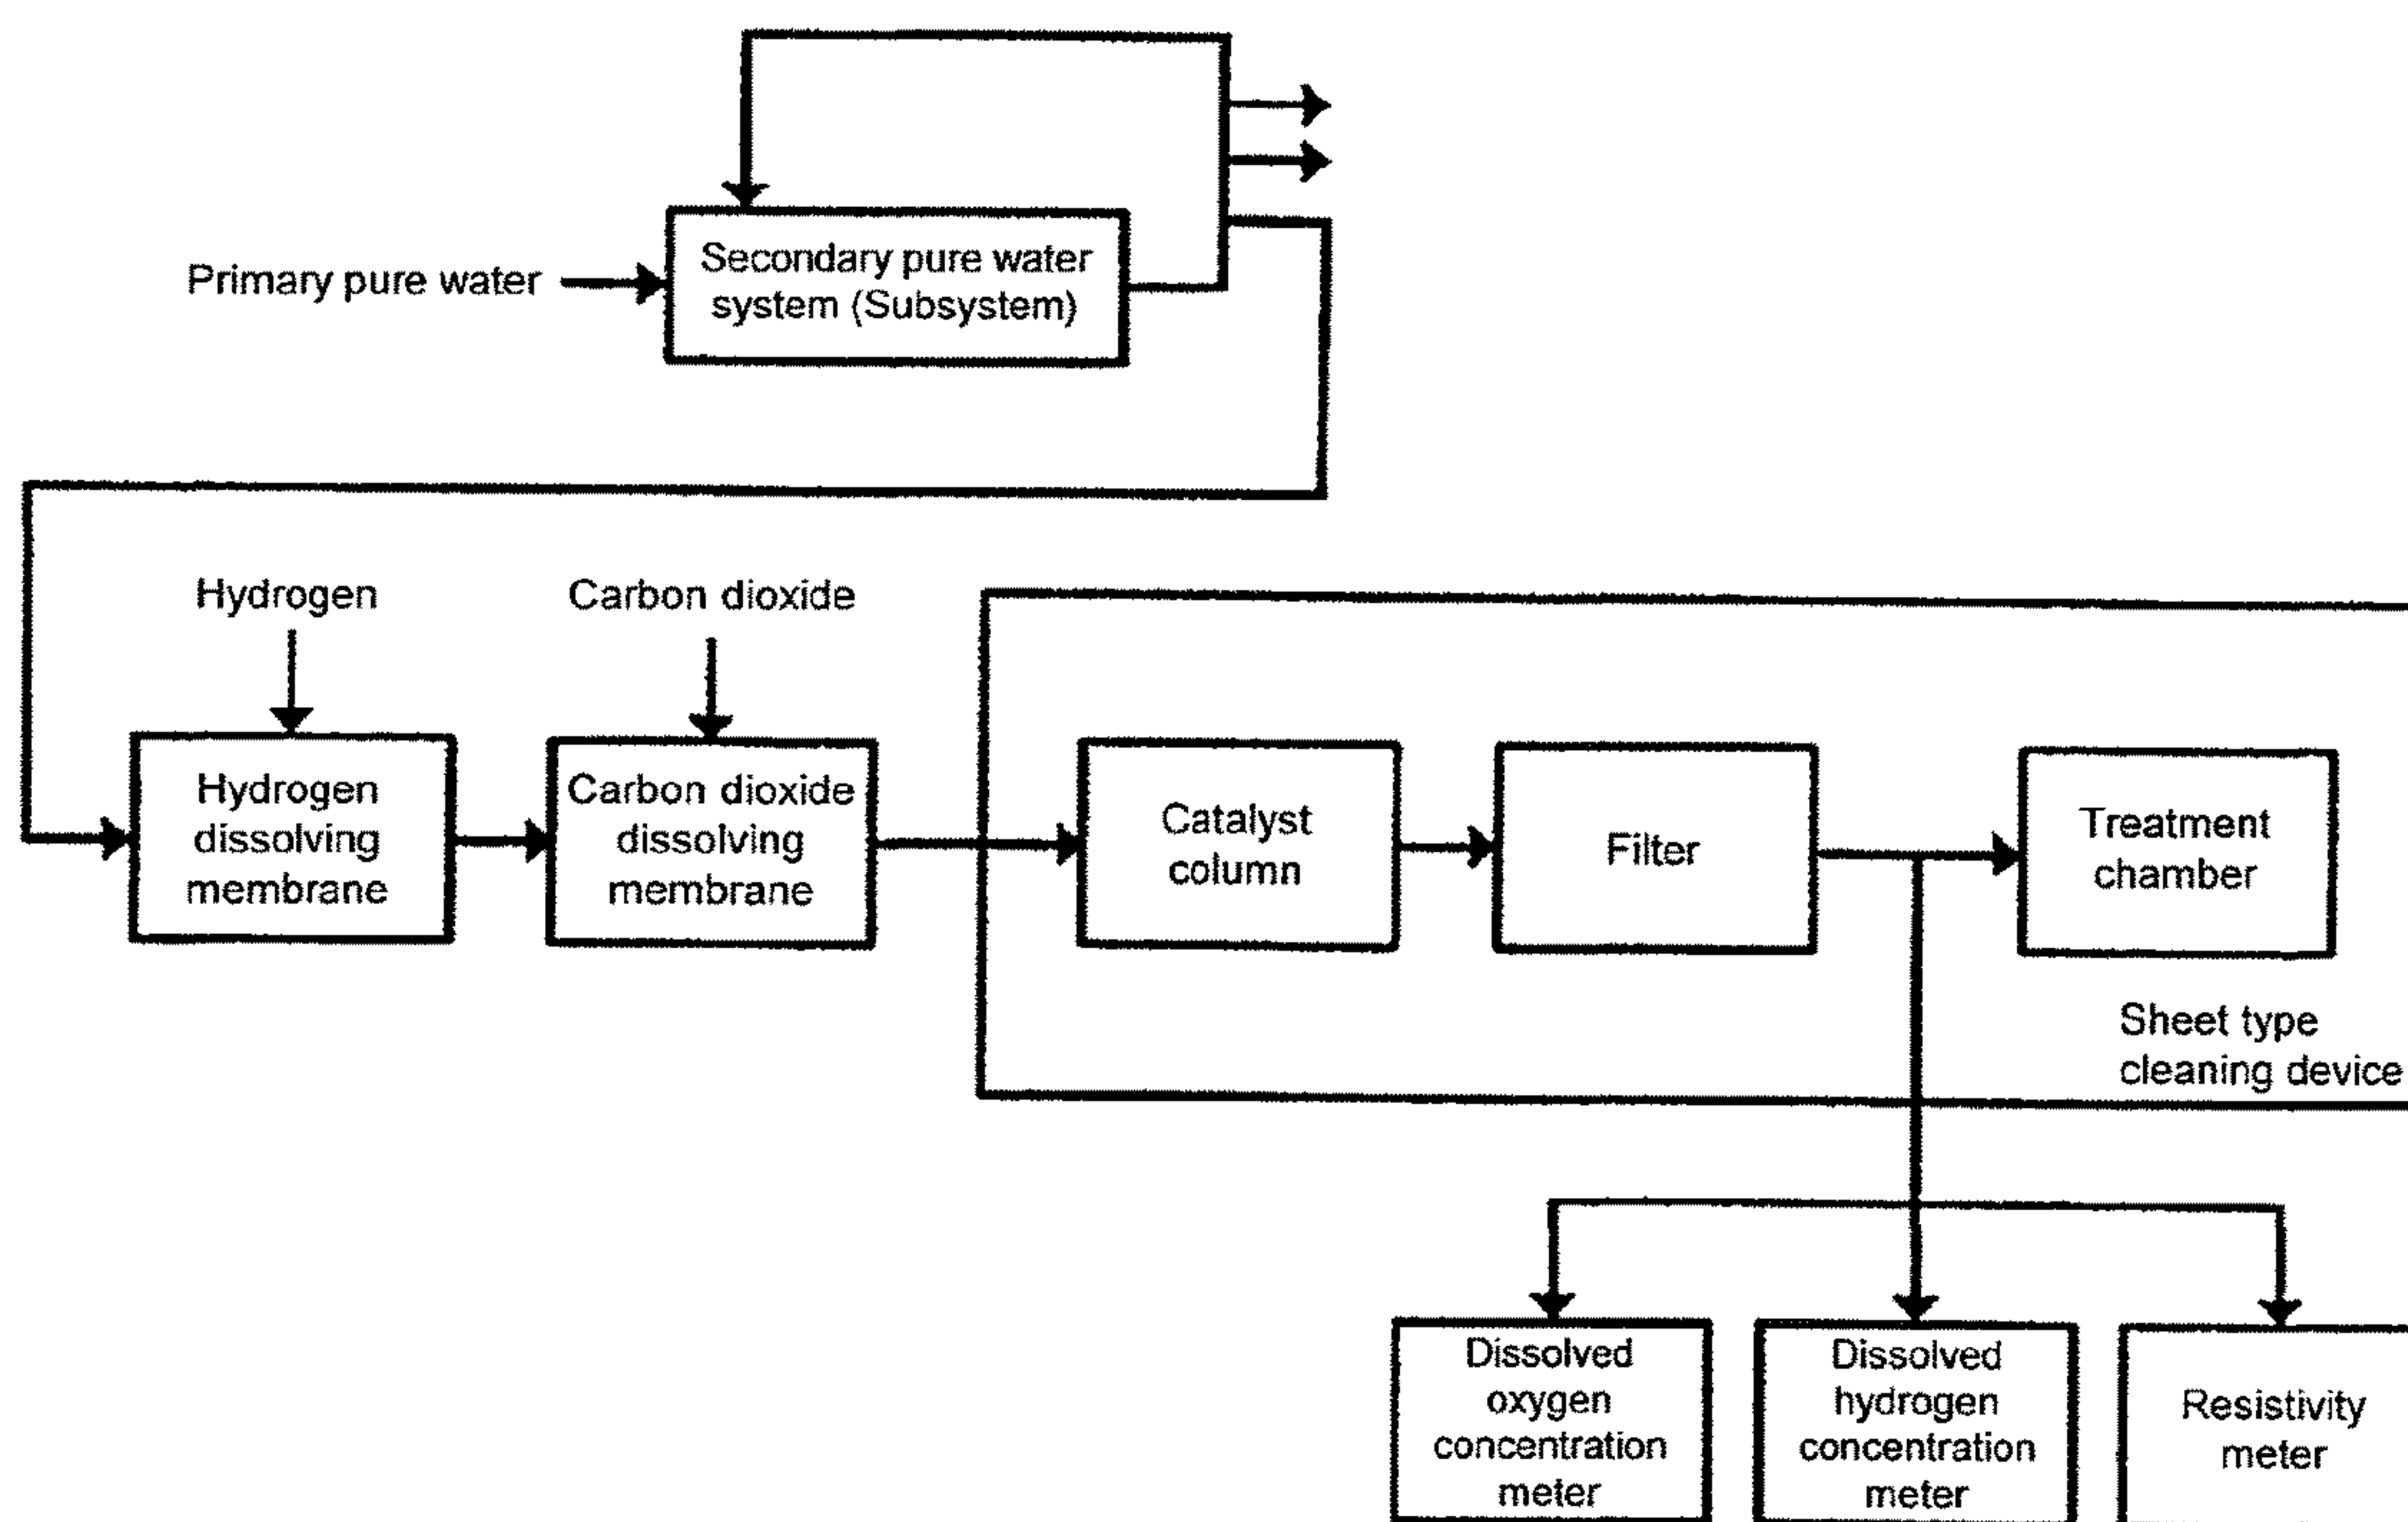 Primary pure water
Secondary pure water
system (Subsystem)
Hydrogen
Carbon dioxide
Hydrogen
dissolving
membrane
Carbon dioxide
dissolving
membrane
Catalyst
column
Filter
Treatment
chamber
Sheet type
cleaning device
Dissolved
oxygen
concentration
meter
Dissolved
hydrogen
concentration
meter
Resistivity
meter